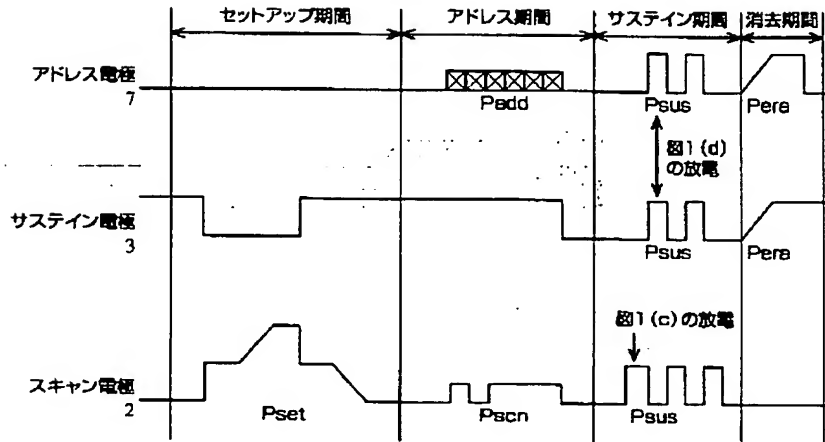 セットアップ期間 アドレス期間 サステイン期間 消去期間
アドレス電極
7
Padd
Psus
Pera
図1(d)
の放電
サステイン電極
3
Psus
Pera
図1(c)の放電
スキャン電極
2
Pset
Pscn
Psus